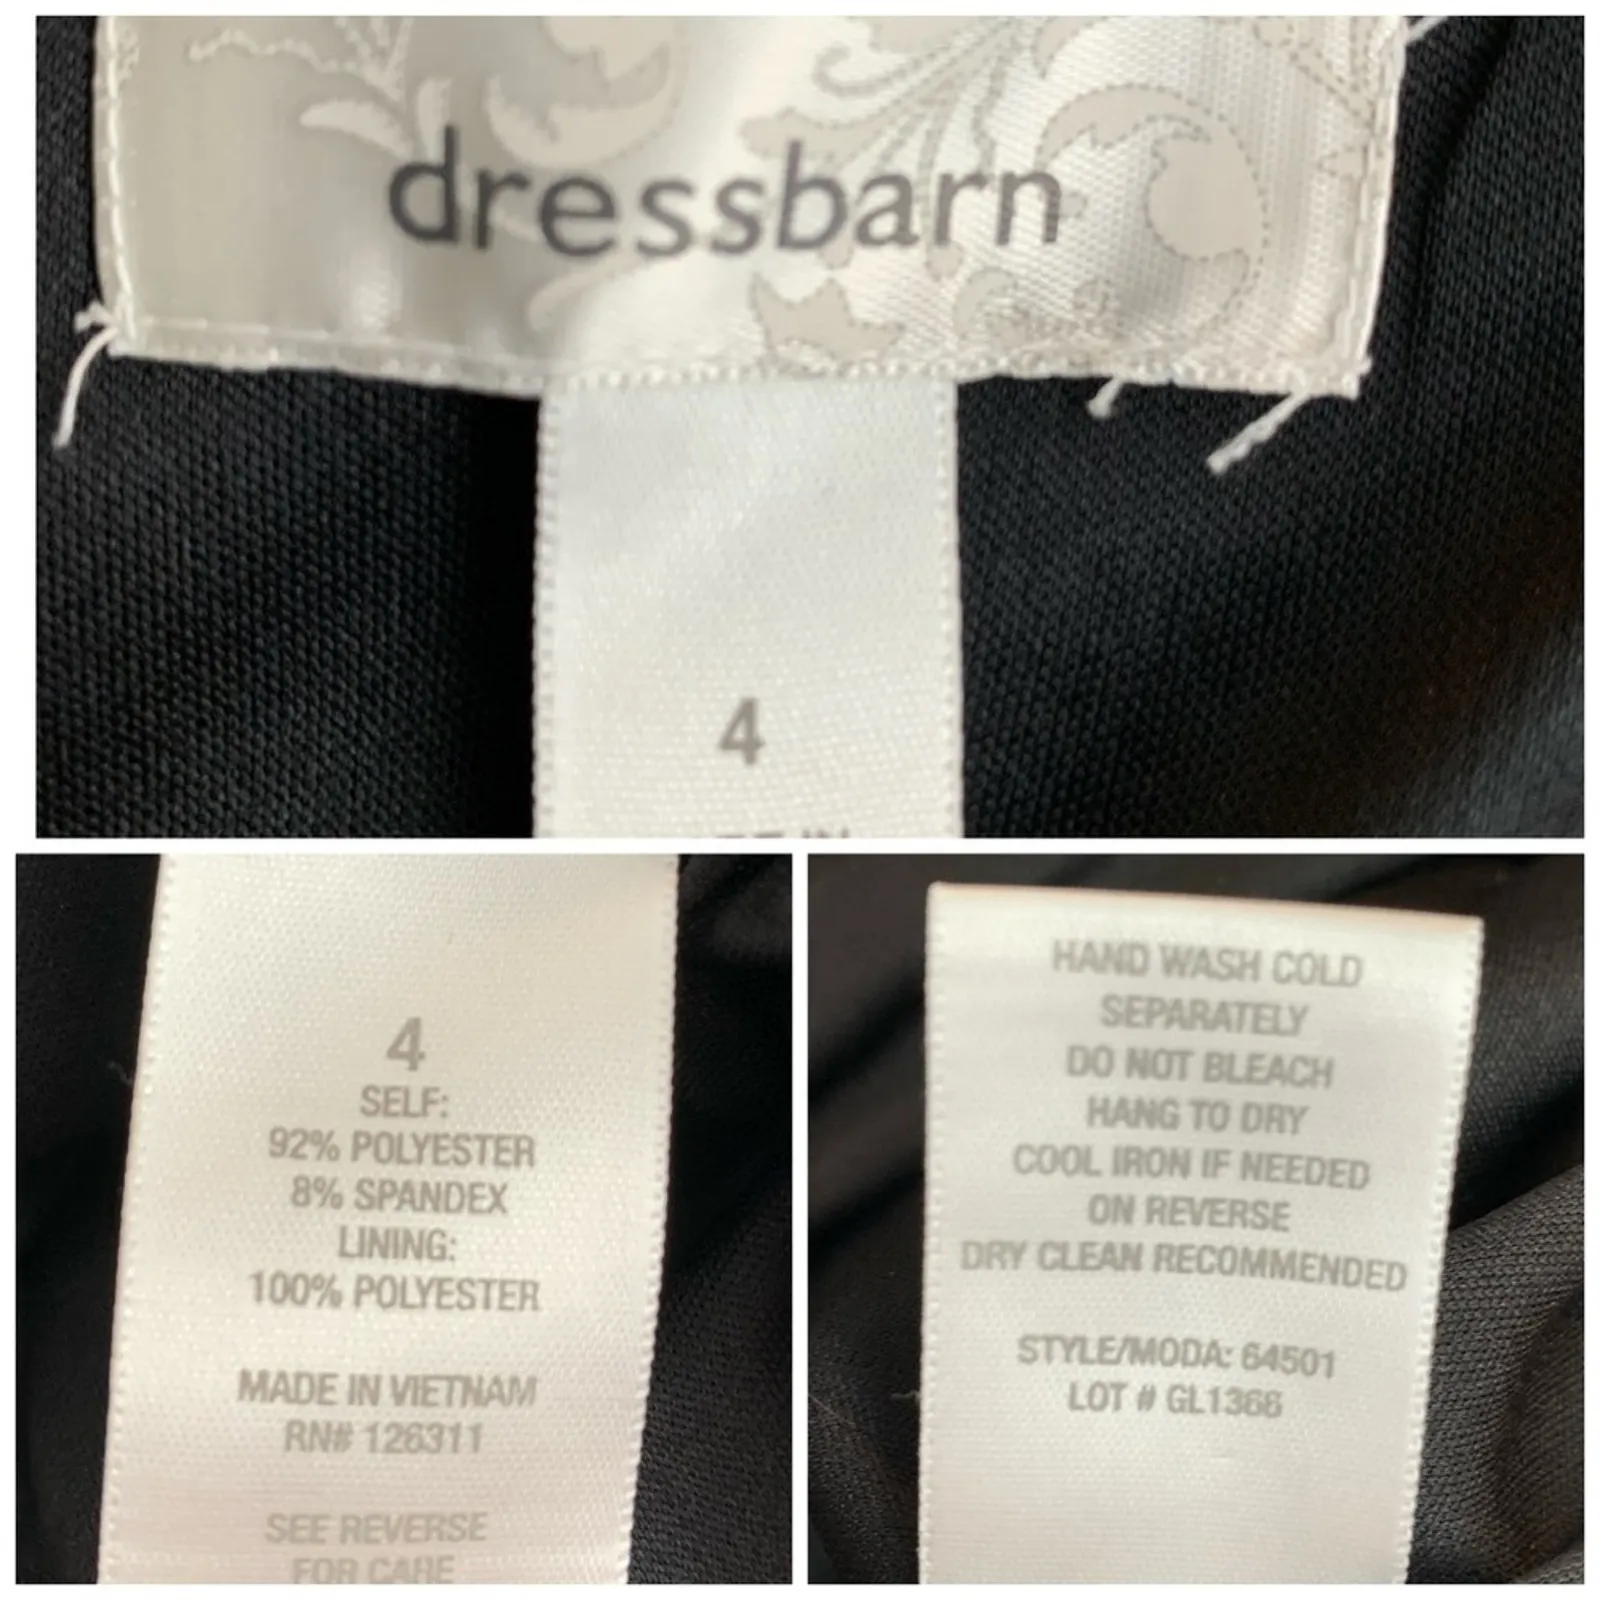 dressbarn
4
4
SELF:
92% POLYESTER
8% SPANDEX
LINING:
100% POLYESTER
MADE IN VIETNAM
RN# 126311
SEE REVERSE
FOR CARE
HAND WASH COLD
SEPARATELY
DO NOT BLEACH
HANG TO DRY
COOL IRON IF NEEDED
ON REVERSE
DRY CLEAN RECOMMENDED
STYLE/MODA: 64501
LOT # GL1366